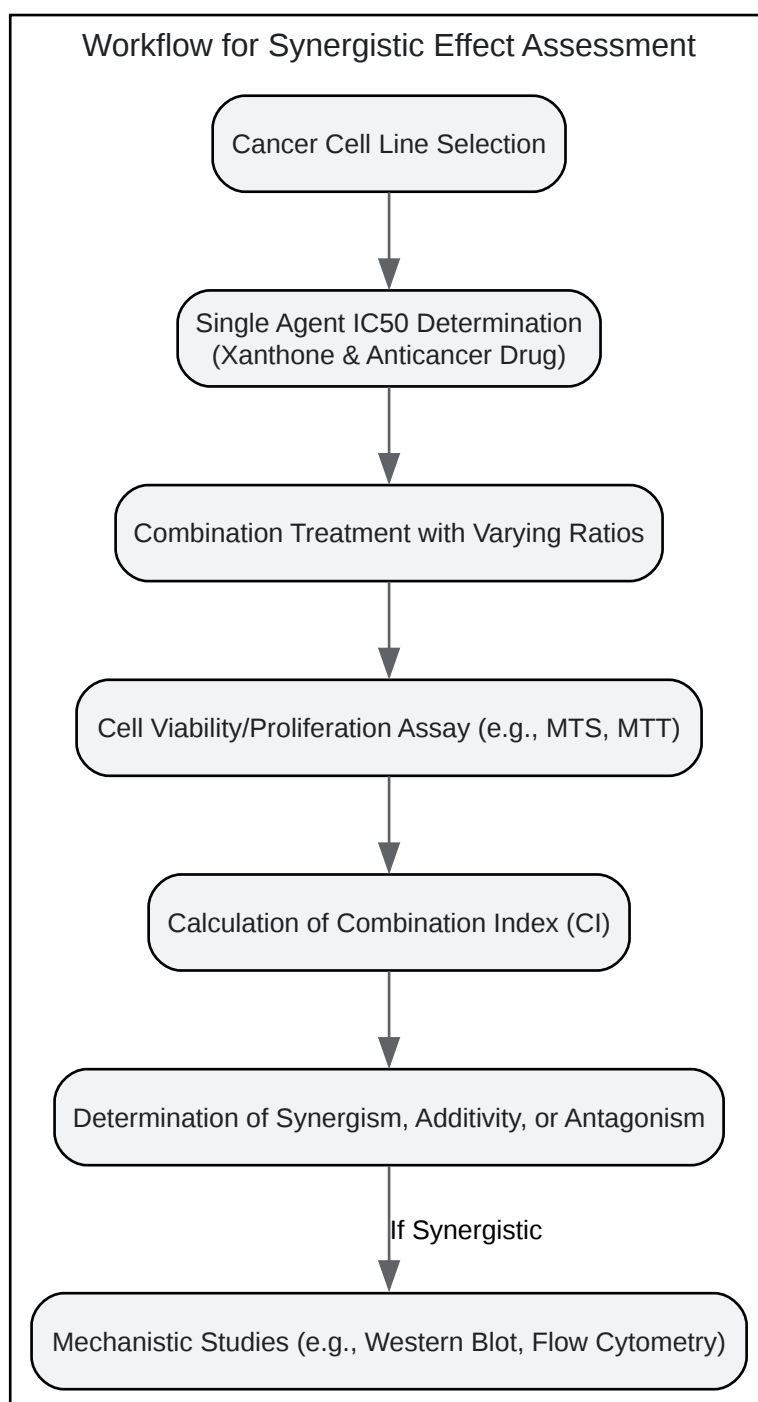 Workflow for Synergistic Effect Assessment
Cancer Cell Line Selection
Single Agent IC50 Determination
(Xanthone & Anticancer Drug)
Combination Treatment with Varying Ratios
Cell Viability/Proliferation Assay (e.g., MTS, MTT)
Calculation of Combination Index (CI)
Determination of Synergism, Additivity, or Antagonism
If Synergistic
Mechanistic Studies (e.g., Western Blot, Flow Cytometry)